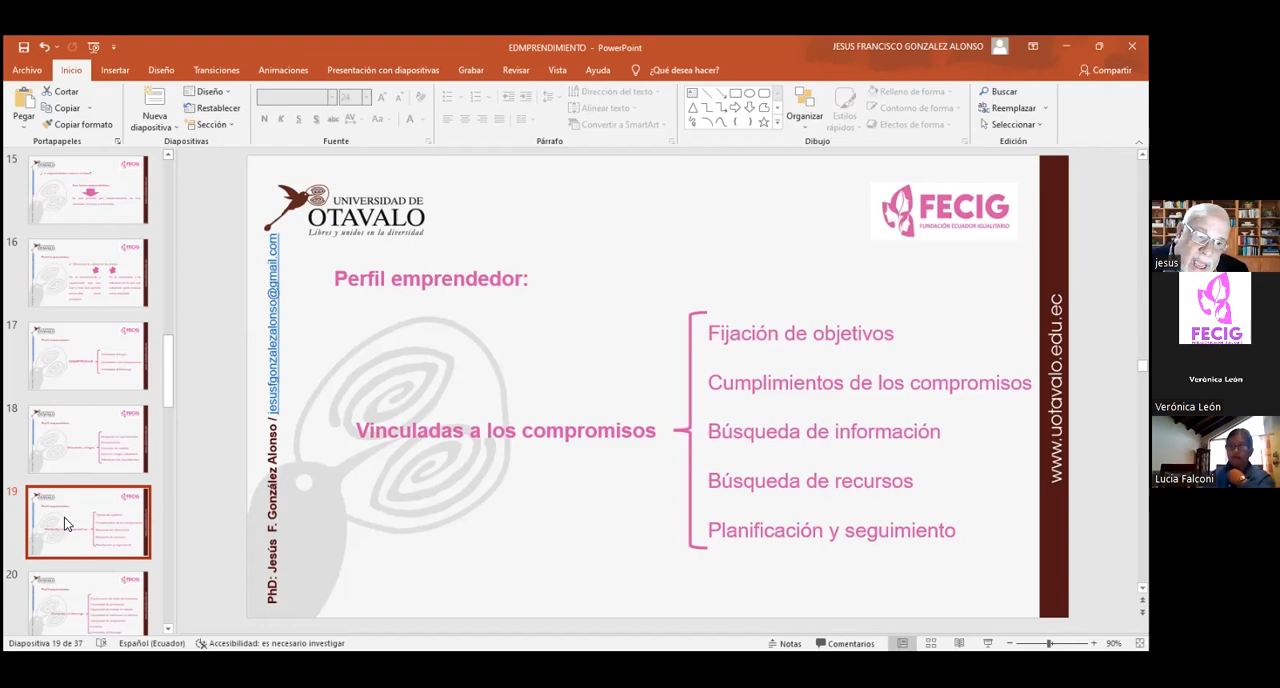 EDMPRENDIMIENTO - PowerPoint
JESUS FRANCISCO GONZALEZ ALONSO
Archivo
Inicio
Insertar
Diseño
Transiciones
Animaciones
Presentación con diapositivas
Grabar
Revisar
Vista
Ayuda
¿Qué desea hacer?
Compartir
Pegar
Cortar
Copiar
Copiar formato
Portapapeles
Nueva
diapositiva
Diseño
Restablecer
Sección
Diapositivas
24
N K S S abc AV Aa A
Fuente
Dirección del texto
Alinear texto
Convertir a SmartArt
Párrafo
Organizar
Estilos
rápidos
Relleno de forma
Contorno de forma
Efectos de forma
Dibujo
Buscar
Reemplazar
Seleccionar
Edición
15
16
17
18
19
20
UNIVERSIDAD DE
OTAVALO
Libres y unidos en la diversidad
FECIG
FUNDACIÓN ECUADOR IGUALITARIO
PhD: Jesús F. González Alonso / jesusfgonzalezalonso@gmail.com
Perfil emprendedor:
Vinculadas a los compromisos
Fijación de objetivos
Cumplimientos de los compromisos
Búsqueda de información
Búsqueda de recursos
Planificación y seguimiento
www.uotavalo.edu.ec
jesus
FECIG
Verónica León
Verónica León
Lucia Falconi
Diapositiva 19 de 37
Español (Ecuador)
Accesibilidad: es necesario investigar
Notas
Comentarios
90%